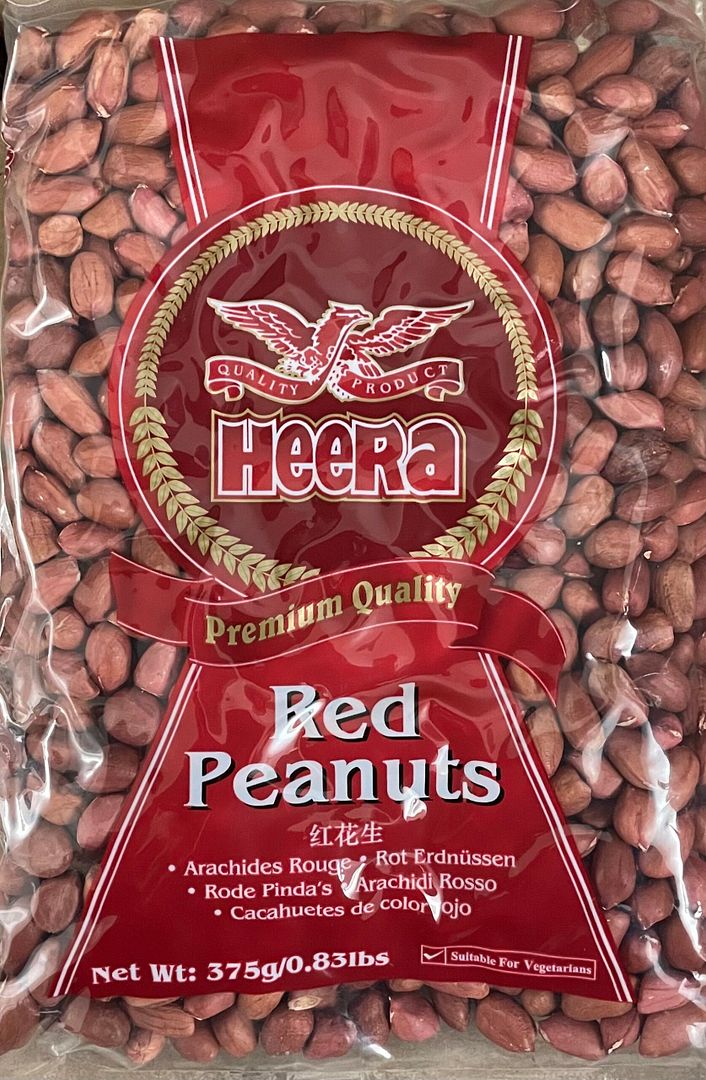 QUALITY PRODUCT
HeeRa
Premium Quality
Red
Peanuts
红花生
• Arachides Rouge • Rot Erdnüssen
• Rode Pinda's • Arachidi Rosso
• Cacahuetes de color
Net Wt: 375g/0.83lbs
Suitable For Vegetarians